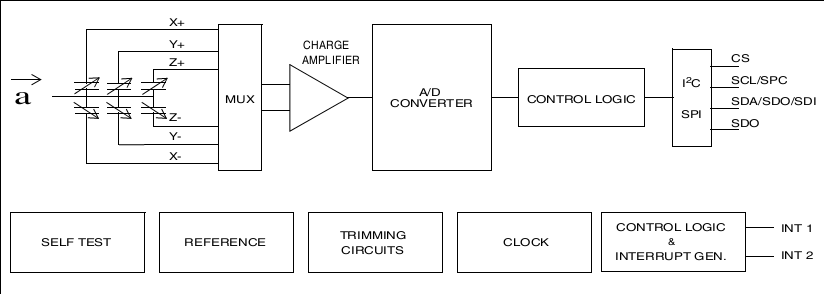 X+
Y+
Z+
a
Z-
Y-
X-
MUX
CHARGE
AMPLIFIER
A/D
CONVERTER
CONTROL LOGIC
I²C
SPI
CS
SCL/SPC
SDA/SDO/SDI
SDO
SELF TEST
REFERENCE
TRIMMING
CIRCUITS
CLOCK
CONTROL LOGIC
&
INTERRUPT GEN.
INT 1
INT 2